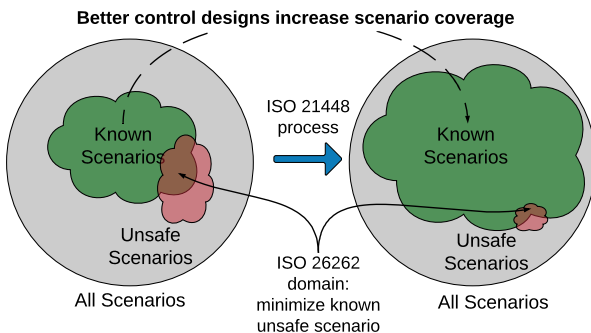 Better control designs increase scenario coverage
Known
Scenarios
Unsafe
Scenarios
All Scenarios
ISO 21448
process
ISO 26262
domain:
minimize known
unsafe scenario
Known
Scenarios
Unsafe
Scenarios
All Scenarios